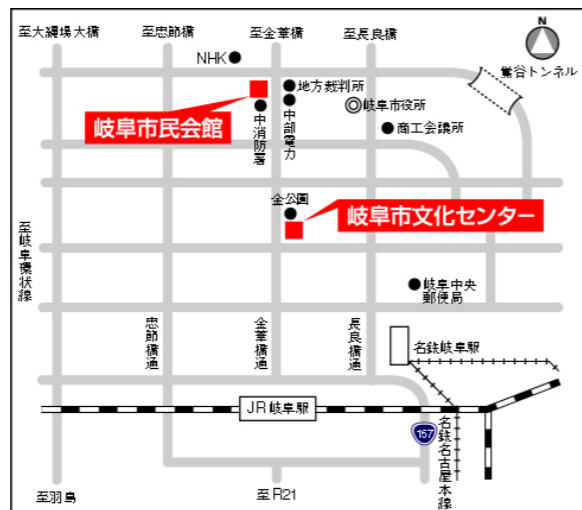 至大縄場大橋
至忠節橋
至金華橋
至長良橋
N
NHK
鶯谷トンネル
地方裁判所
岐阜市役所
岐阜市民会館
中消防署
中部電力
商工会議所
金公園
岐阜市文化センター
至岐阜環状線
岐阜中央
郵便局
忠節橋通
金華橋通
長良橋通
名鉄岐阜駅
JR岐阜駅
157
名鉄名古屋本線
至羽島
至R21